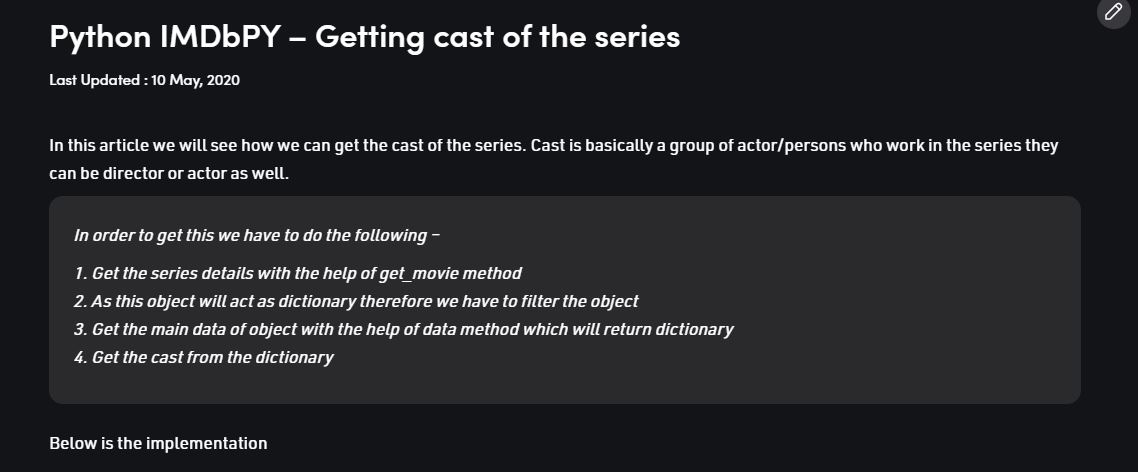 Python IMDbPY – Getting cast of the series
Last Updated : 10 May, 2020
In this article we will see how we can get the cast of the series. Cast is basically a group of actor/persons who work in the series they
can be director or actor as well.
In order to get this we have to do the following –
1. Get the series details with the help of get_movie method
2. As this object will act as dictionary therefore we have to filter the object
3. Get the main data of object with the help of data method which will return dictionary
4. Get the cast from the dictionary
Below is the implementation